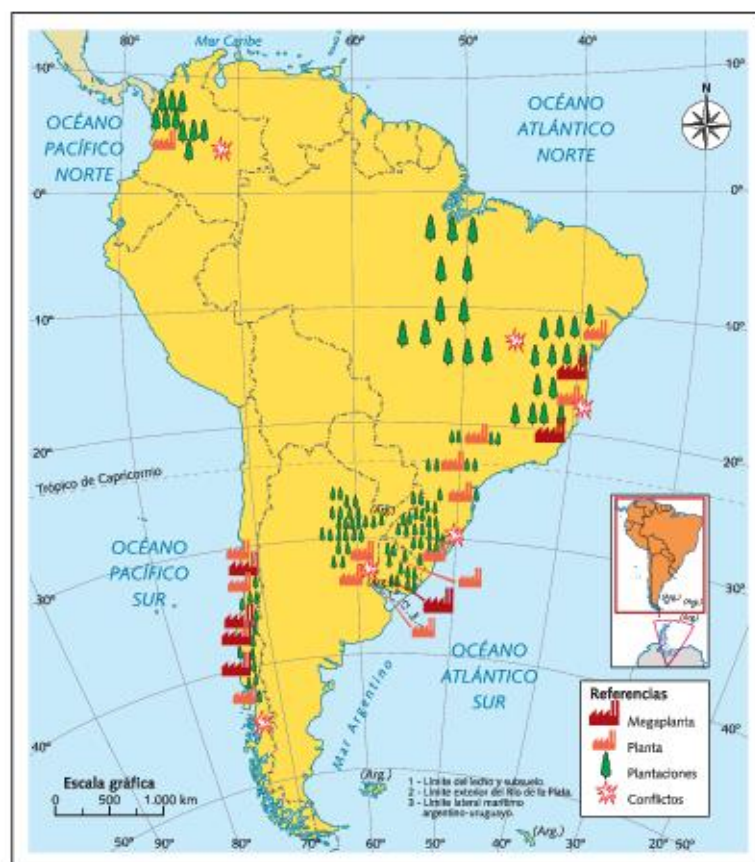 80°
Mar Caribe
60°
50°
40°
10°
10°
OCÉANO
PACÍFICO
NORTE
OCÉANO
ATLÁNTICO
NORTE
N
0°
0°
10°
10°
20°
20°
Trópico de Capricornio
(Arg.)
(Arg.)
OCÉANO
PACÍFICO
SUR
30°
30°
OCÉANO
ATLÁNTICO
SUR
Mar Argentino
(Arg.)
(Arg.)
40°
40°
Referencias
Megaplanta
Planta
Plantaciones
Conflictos
Escala gráfica
0 500 1.000 km
(Arg.)
1 - Límite del lecho y subsuelo.
2 - Límite exterior del Río de la Plata.
3 - Límite lateral marítimo
argentino-uruguayo.
(Arg.)
50°
90°
80°
70°
60°
50°
40°
30°
20°
50°